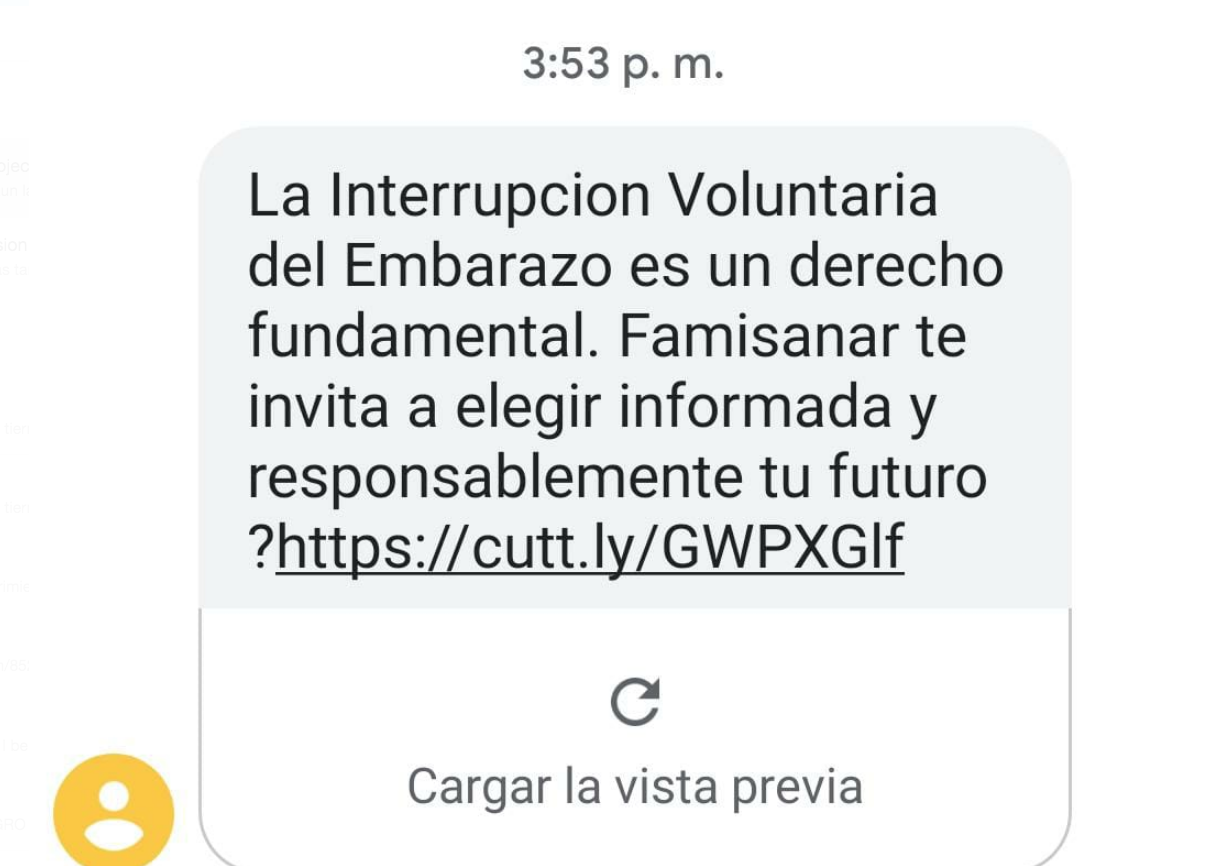 3:53 p. m.
La Interrupcion Voluntaria
del Embarazo es un derecho
fundamental. Famisanar te
invita a elegir informada y
responsablemente tu futuro
?https://cutt.ly/GWPXGlf
Cargar la vista previa